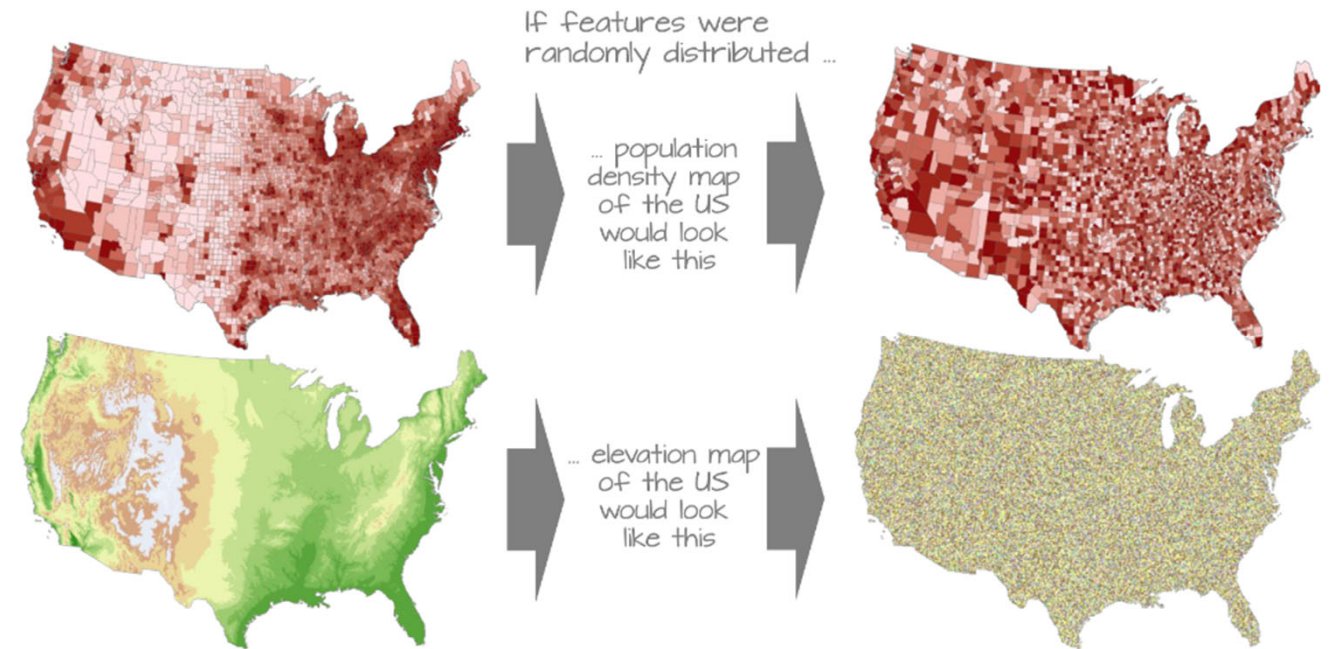 If features were
randomly distributed ...
... population
density map
of the US
would look
like this
... elevation map
of the US
would look
like this